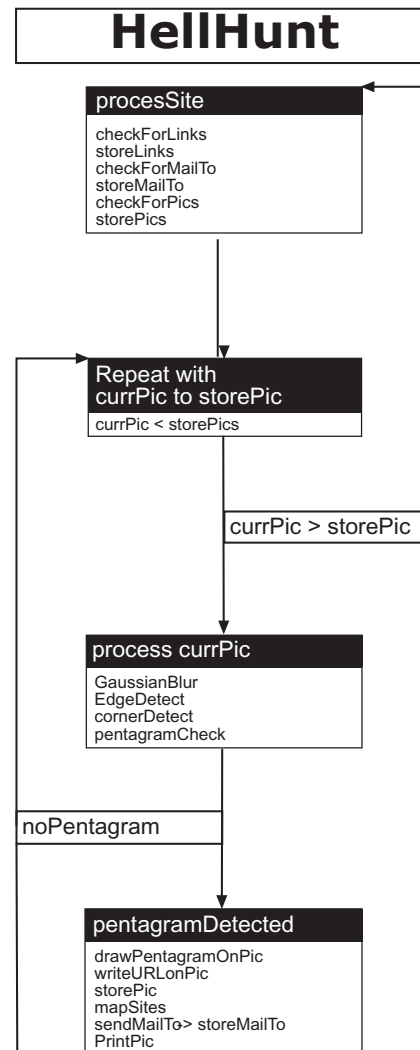 HellHunt
procesSite
checkForLinks
storeLinks
checkForMailTo
storeMailTo
checkForPics
storePics
Repeat with
currPic to storePic
currPic < storePics
currPic > storePic
process currPic
GaussianBlur
EdgeDetect
cornerDetect
pentagramCheck
noPentagram
pentagramDetected
drawPentagramOnPic
writeURLonPic
storePic
mapSites
sendMailTo-> storeMailTo
PrintPic